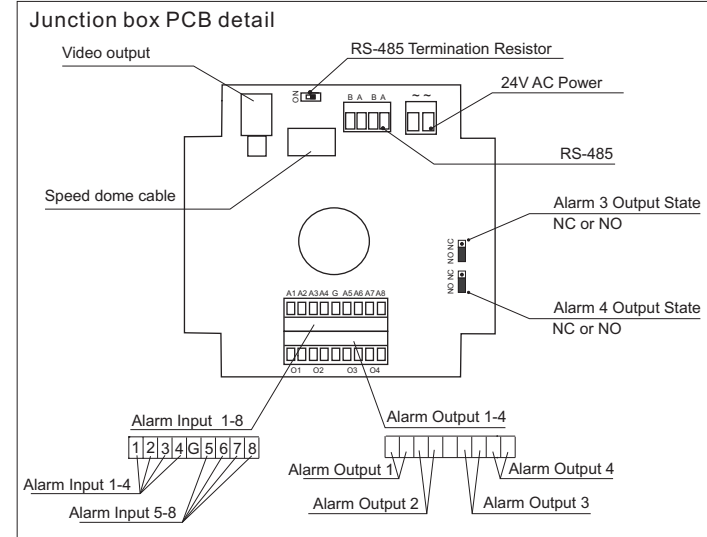 Junction box PCB detail
Video output
RS-485 Termination Resistor
24V AC Power
ON
B A B A
~ ~
RS-485
Speed dome cable
Alarm 3 Output State
NC or NO
NO NC
NO NC
Alarm 4 Output State
NC or NO
A1 A2 A3 A4 G A5 A6 A7 A8
O1 O2 O3 O4
Alarm Input 1-8
Alarm Output 1-4
1 2 3 4 G 5 6 7 8
Alarm Input 1-4
Alarm Input 5-8
Alarm Output 1
Alarm Output 4
Alarm Output 2
Alarm Output 3